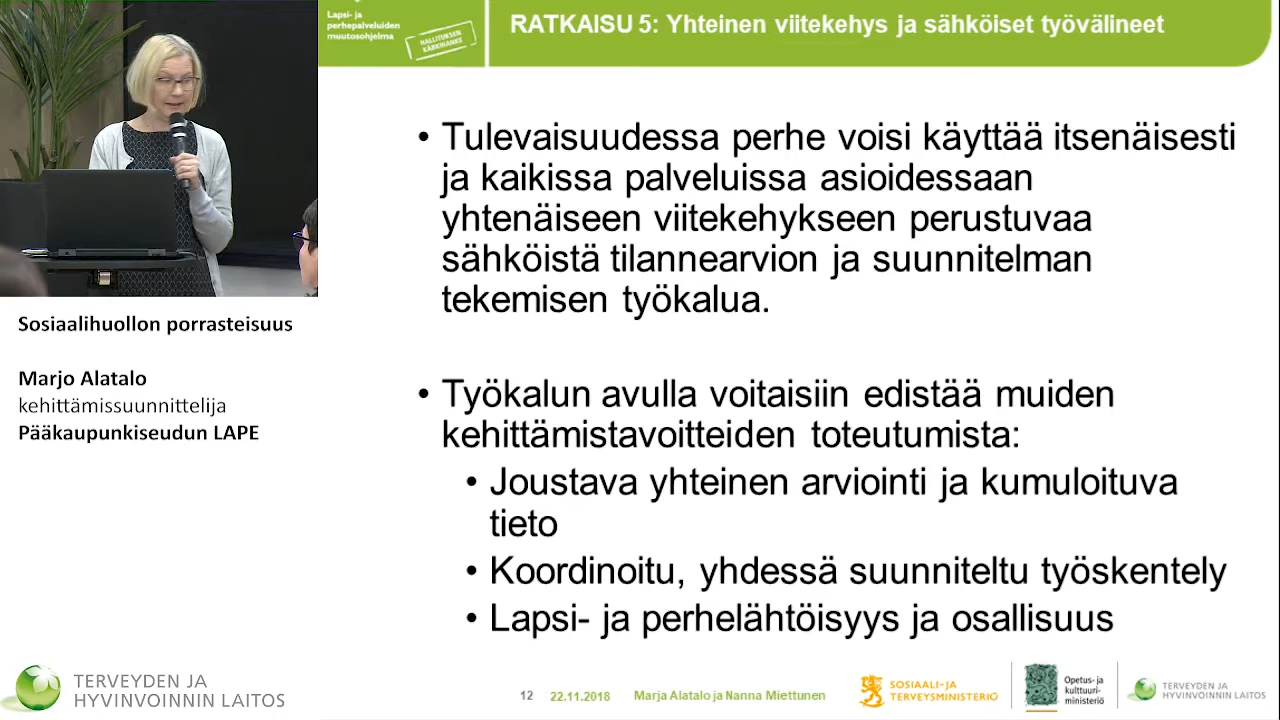 Lapsi- ja
perhepalveluiden
muutosohjelma
HALLITUKSEN
KÄRKIHANKE
RATKAISU 5: Yhteinen viitekehys ja sähköiset työvälineet
• Tulevaisuudessa perhe voisi käyttää itsenäisesti
ja kaikissa palveluissa asioidessaan
yhtenäiseen viitekehykseen perustuvaa
sähköistä tilannearvion ja suunnitelman
tekemisen työkalua.
• Työkalun avulla voitaisiin edistää muiden
kehittämistavoitteiden toteutumista:
• Joustava yhteinen arviointi ja kumuloituva
tieto
• Koordinoitu, yhdessä suunniteltu työskentely
• Lapsi- ja perhelähtöisyys ja osallisuus
Sosiaalihuollon porrasteisuus
Marjo Alatalo
kehittämissuunnittelija
Pääkaupunkiseudun LAPE
TERVEYDEN JA
HYVINVOINNIN LAITOS
12
22.11.2018
Marja Alatalo ja Nanna Miettunen
SOSIAALI- JA
TERVEYSMINISTERIÖ
Opetus- ja
kulttuuri-
ministeriö
TERVEYDEN JA
HYVINVOINNIN LAITOS